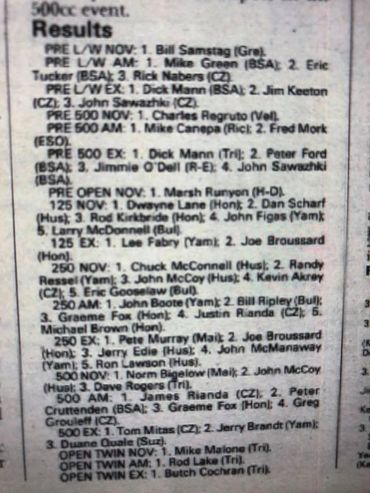 500cc event.
Results
PRE L/W NOV: 1. Bill Samstag (Gre).
PRE L/W AM: 1. Mike Green (BSA); 2. Eric
Tucker (BSA); 3. Rick Nabers (CZ).
PRE L/W EX: 1. Dick Mann (BSA); 2. Jim Keeton
(CZ); 3. John Sawazhki (CZ).
PRE 500 NOV: 1. Charles Regruto (Vel).
PRE 500 AM: 1. Mike Canepa (Ric); 2. Fred Mork
(ESO).
PRE 500 EX: 1. Dick Mann (Tri); 2. Peter Ford
(BSA); 3. Jimmie O'Dell (R-E); 4. John Sawazhki
(BSA).
PRE OPEN NOV: 1. Marsh Runyon (H-D).
125 NOV: 1. Dwayne Lane (Hon); 2. Dan Scharf
(Hus); 3. Rod Kirkbride (Hon); 4. John Figas (Yam);
5. Larry McDonnell (Bul).
125 EX: 1. Lee Fabry (Yam); 2. Joe Broussard
(Hon).
250 NOV: 1. Chuck McConnell (Hus); 2. Randy
Ressel (Yam); 3. John McCoy (Hus); 4. Kevin Akrey
(CZ); 5. Eric Gooselaw (Bul).
250 AM: 1. John Boote (Yam); 2. Bill Ripley (Bul);
3. Graeme Fox (Hon); 4. Justin Rianda (CZ); 5.
Michael Brown (Hon).
250 EX: 1. Pete Murray (Mai); 2. Joe Broussard
(Hon); 3. Jerry Edie (Hus); 4. John McManaway
(Yam); 5. Ron Lawson (Hus).
500 NOV: 1. Norm Bigelow (Mai); 2. John McCoy
(Hus); 3. Dave Rogers (Tri).
500 AM: 1. James Rianda (CZ); 2. Peter
Cruttenden (BSA); 3. Graeme Fox (Hon); 4. Greg
Grouleff (CZ).
500 EX: 1. Tom Mitas (CZ); 2. Jerry Brandt (Yam);
3. Duane Quale (Suz).
OPEN TWIN NOV: 1. Mike Malone (Tri).
OPEN TWIN AM: 1. Rod Lake (Tri).
OPEN TWIN EX: 1. Butch Cochran (Tri).